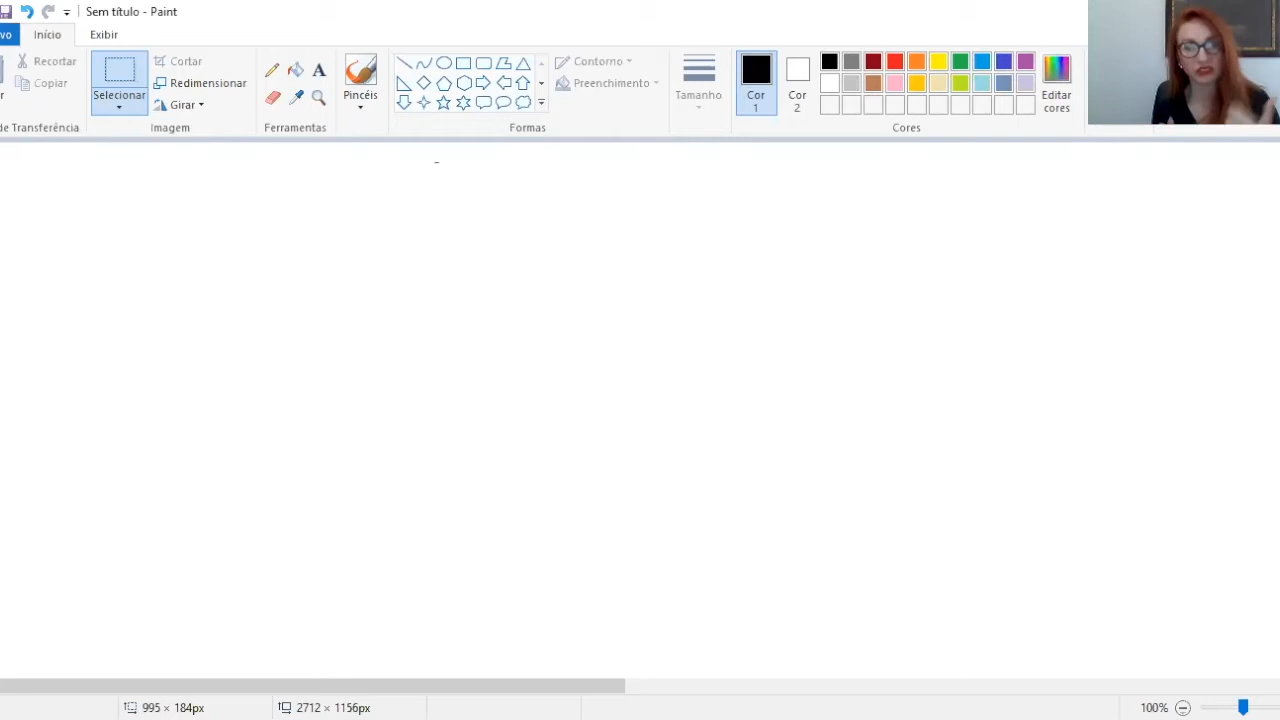 Sem título - Paint
vo
Início
Exibir
Recortar
Copiar
r
de Transferência
Selecionar
Cortar
Redimensionar
Girar
Imagem
A
Ferramentas
Pincéis
Formas
Contorno
Preenchimento
Tamanho
Cor
1
Cor
2
Cores
Editar
cores
995 × 184px
2712 × 1156px
100%